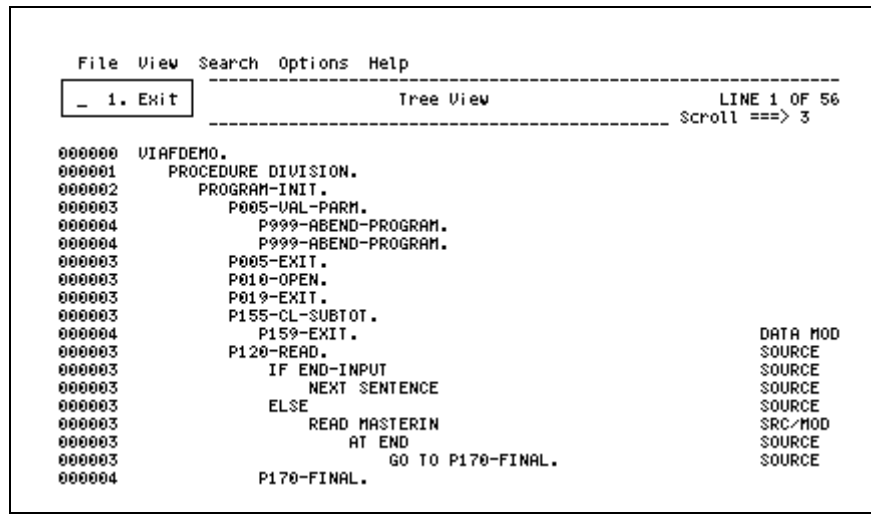 File View Search Options Help
_ 1. Exit Tree View LINE 1 OF 56
Scroll ===> 3
000000 VIAFDEMO.
000001 PROCEDURE DIVISION.
000002 PROGRAM-INIT.
000003 P005-VAL-PARM.
000004 P999-ABEND-PROGRAM.
000004 P999-ABEND-PROGRAM.
000003 P005-EXIT.
000003 P010-OPEN.
000003 P019-EXIT.
000003 P155-CL-SUBTOT.
000004 P159-EXIT. DATA MOD
000003 P120-READ. SOURCE
000003 IF END-INPUT SOURCE
000003 NEXT SENTENCE SOURCE
000003 ELSE SOURCE
000003 READ MASTERIN SRC/MOD
000003 AT END SOURCE
000003 GO TO P170-FINAL. SOURCE
000004 P170-FINAL.